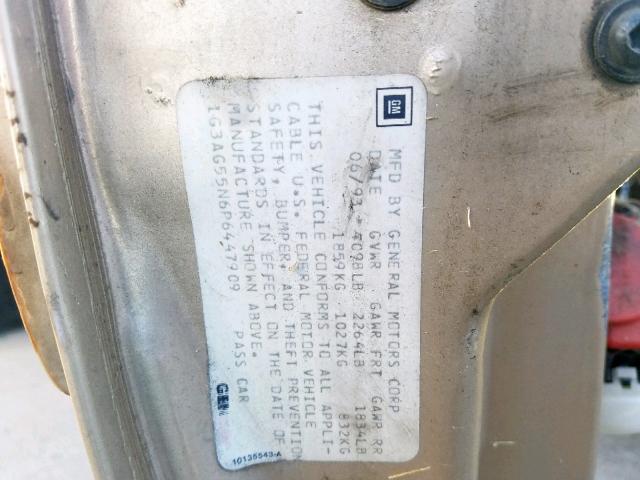 GM
MFD BY GENERAL MOTORS CORP
DATE GVWR GAWR FRT GAWR RR
06/93 4098LB 2264LB 1834LB
1859KG 1027KG 832KG
THIS VEHICLE CONFORMS TO ALL APPLI-
CABLE U.S. FEDERAL MOTOR VEHICLE
SAFETY, BUMPER, AND THEFT PREVENTION
STANDARDS IN EFFECT ON THE DATE OF
MANUFACTURE SHOWN ABOVE.
1G3AG55N6P6447909 PASS CAR
10135543-A